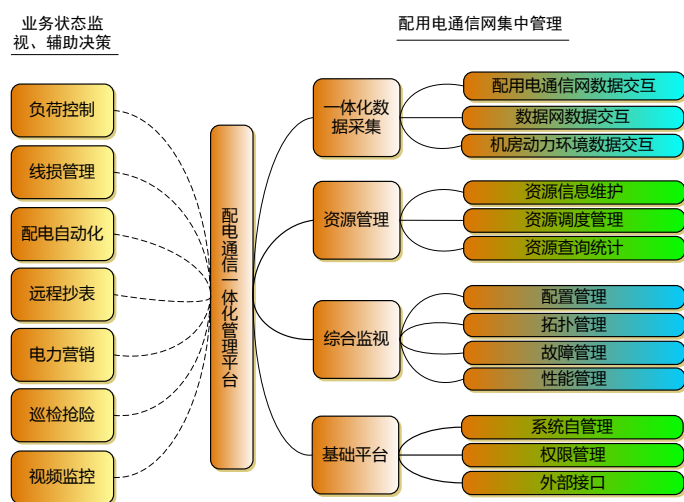 业务状态监
视、辅助决策
负荷控制
线损管理
配电自动化
远程抄表
电力营销
巡检抢险
视频监控
配电通信一体化管理平台
配用电通信网集中管理
一体化数
据采集
配用电通信网数据交互
数据网数据交互
机房动力环境数据交互
资源管理
资源信息维护
资源调度管理
资源查询统计
综合监视
配置管理
拓扑管理
故障管理
性能管理
基础平台
系统自管理
权限管理
外部接口